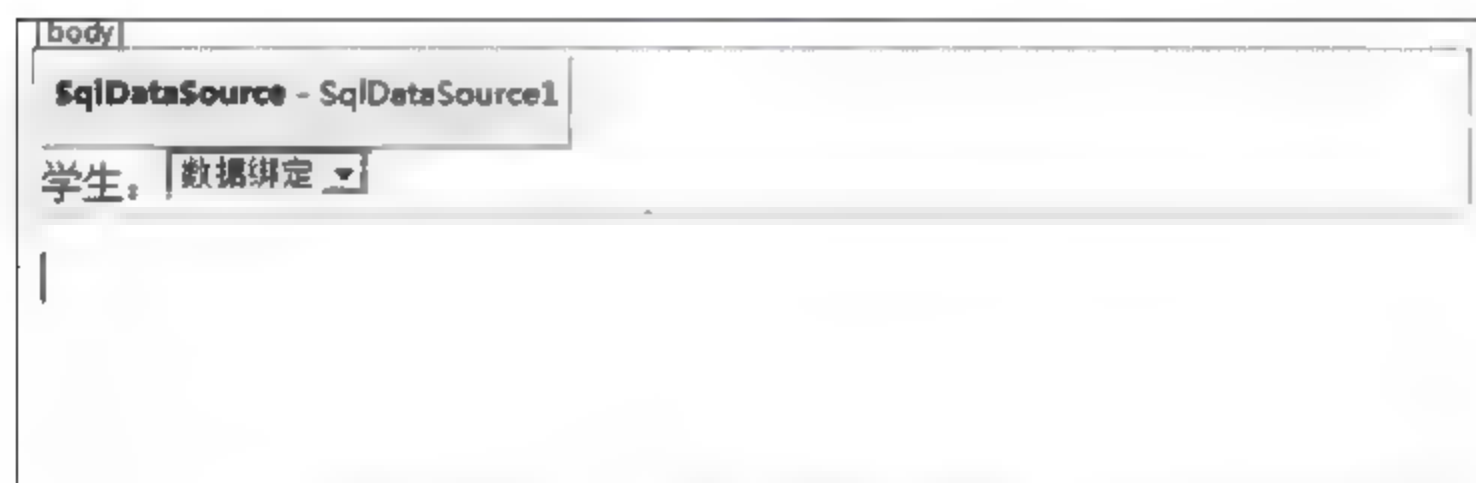 body
SqlDataSource - SqlDataSource1
学生： 数据绑定